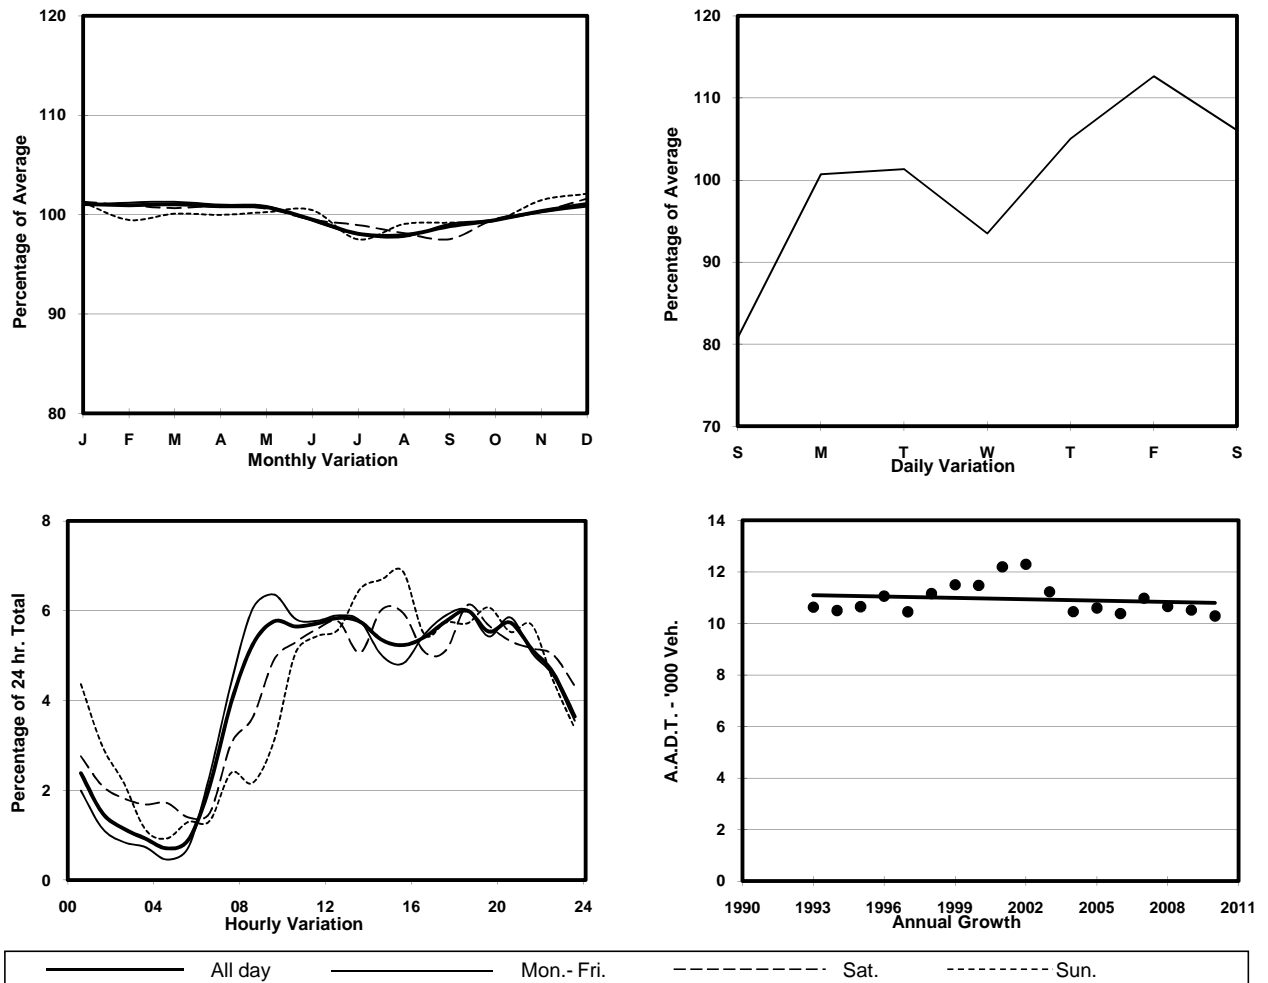 120
110
100
90
80
Percentage of Average
J F M A M J J A S O N D
Monthly Variation
120
110
100
90
80
70
Percentage of Average
S M T W T F S
Daily Variation
8
6
4
2
0
Percentage of 24 hr. Total
00 04 08 12 16 20 24
Hourly Variation
14
12
10
8
6
4
2
0
A.A.D.T. - '000 Veh.
1990 1993 1996 1999 2002 2005 2008 2011
Annual Growth
All day Mon.- Fri. Sat. Sun.